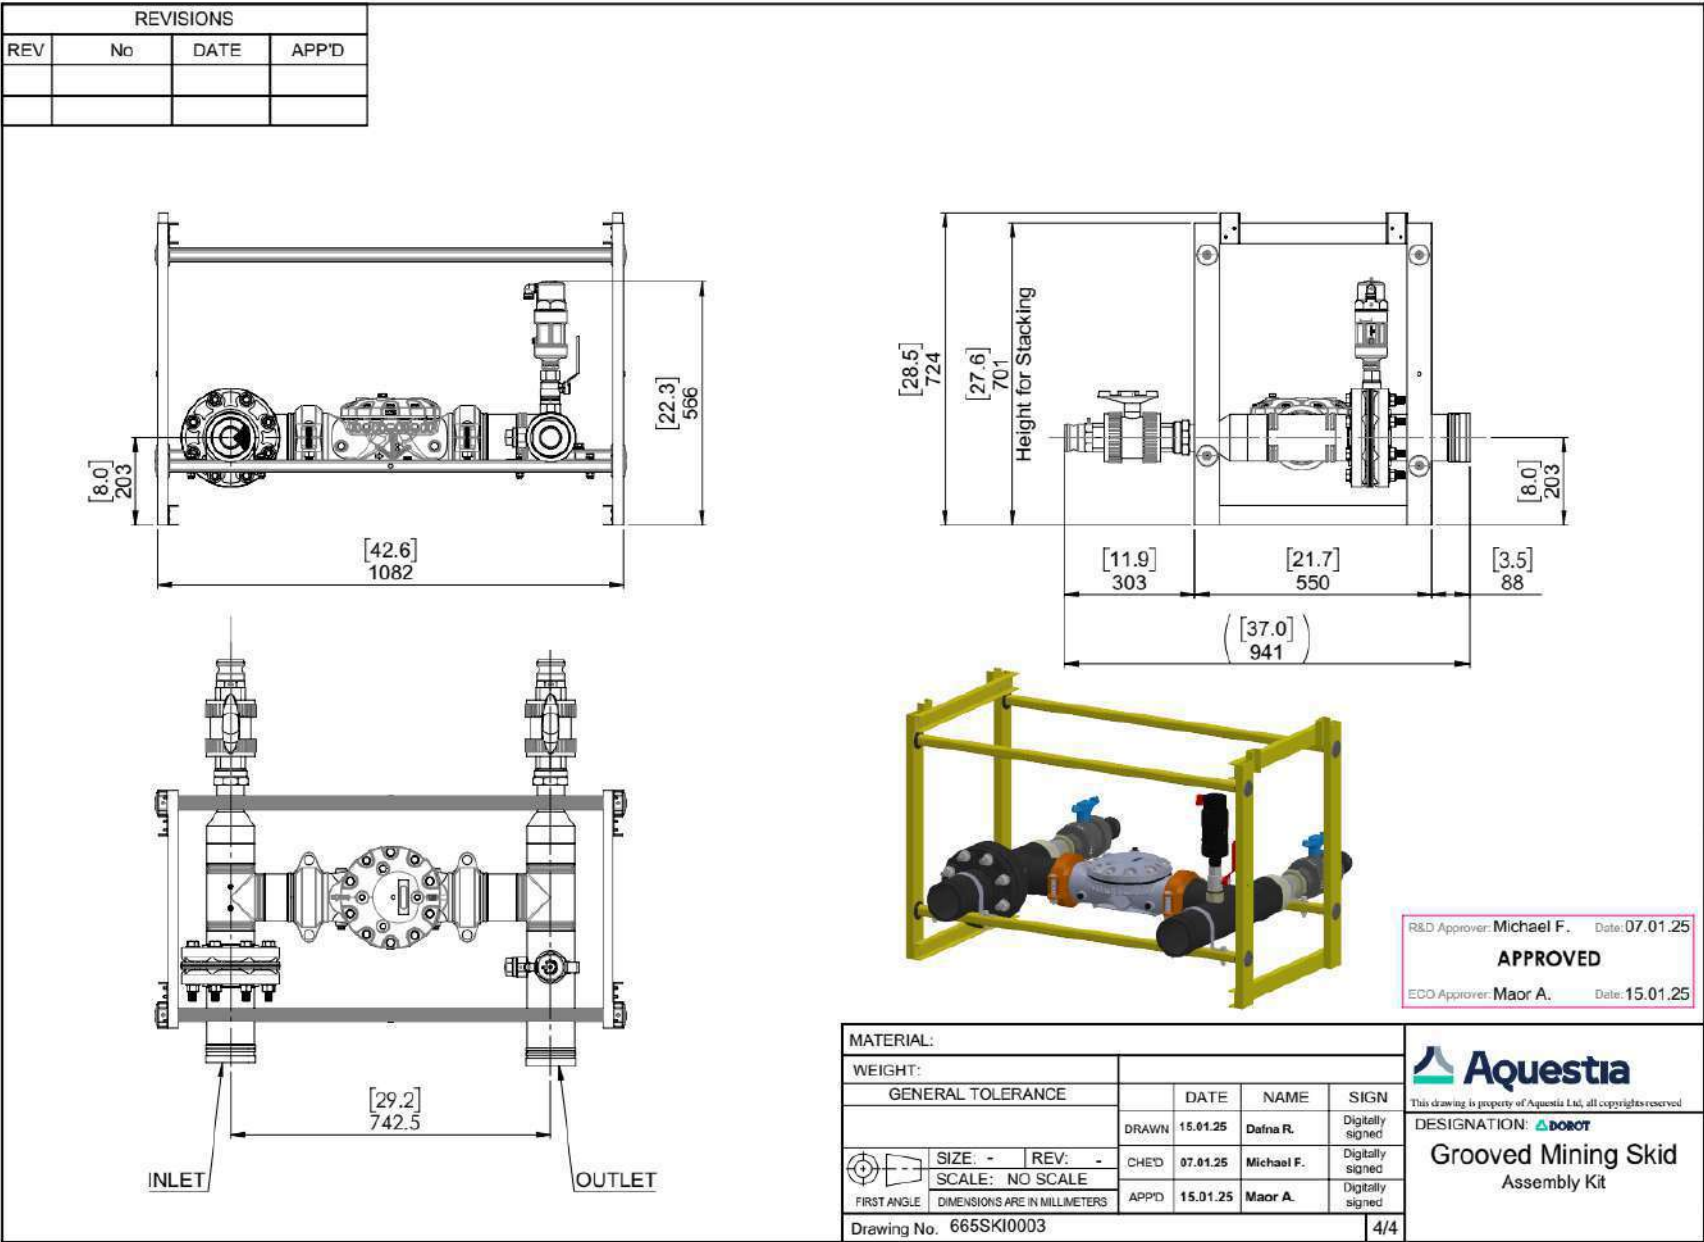 REVISIONS
REV No DATE APP'D
[22.3]
566
[8.0]
203
[42.6]
1082
[28.5]
724
[27.6]
701
Height for Stacking
[8.0]
203
[11.9]
303
[21.7]
550
[3.5]
88
([37.0])
941
[29.2]
742.5
INLET
OUTLET
R&D Approver: Michael F. Date: 07.01.25
APPROVED
ECO Approver: Maor A. Date: 15.01.25
MATERIAL:
WEIGHT:
GENERAL TOLERANCE
DATE NAME SIGN
DRAWN 15.01.25 Dafna R. Digitally signed
CHE'D 07.01.25 Michael F. Digitally signed
APP'D 15.01.25 Maor A. Digitally signed
SIZE: - REV: -
SCALE: NO SCALE
FIRST ANGLE DIMENSIONS ARE IN MILLIMETERS
Drawing No. 665SKI0003 4/4
Aquestia
This drawing is property of Aquestia Ltd, all copyrights reserved
DESIGNATION: DOROT
Grooved Mining Skid
Assembly Kit